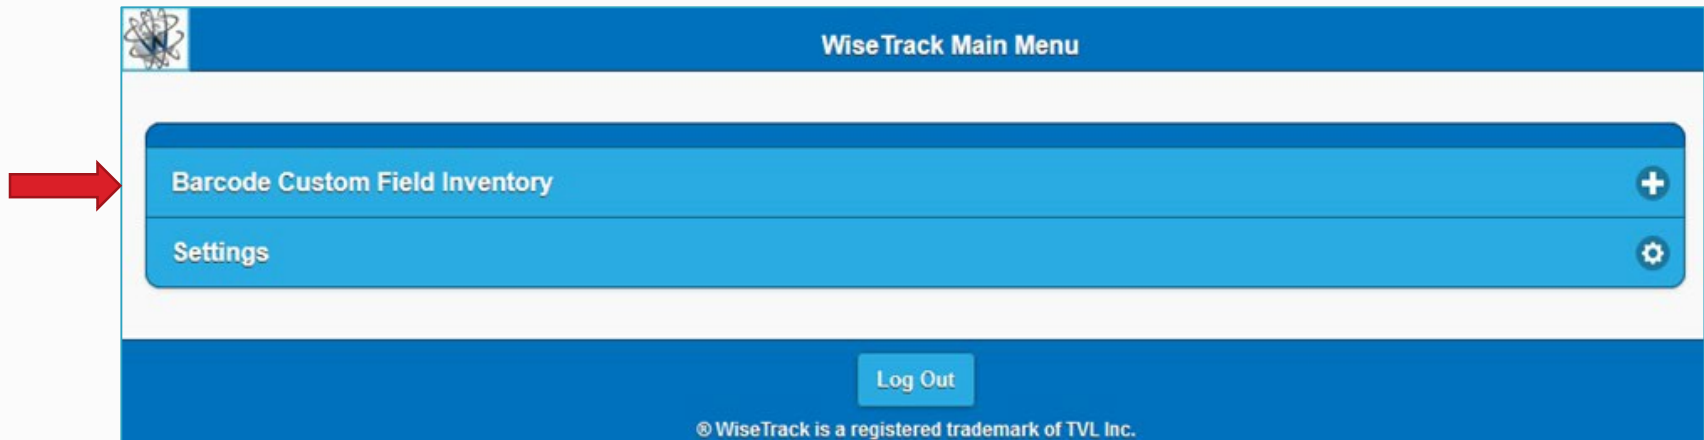 W
WiseTrack Main Menu
Barcode Custom Field Inventory
Settings
Log Out
® WiseTrack is a registered trademark of TVL Inc.